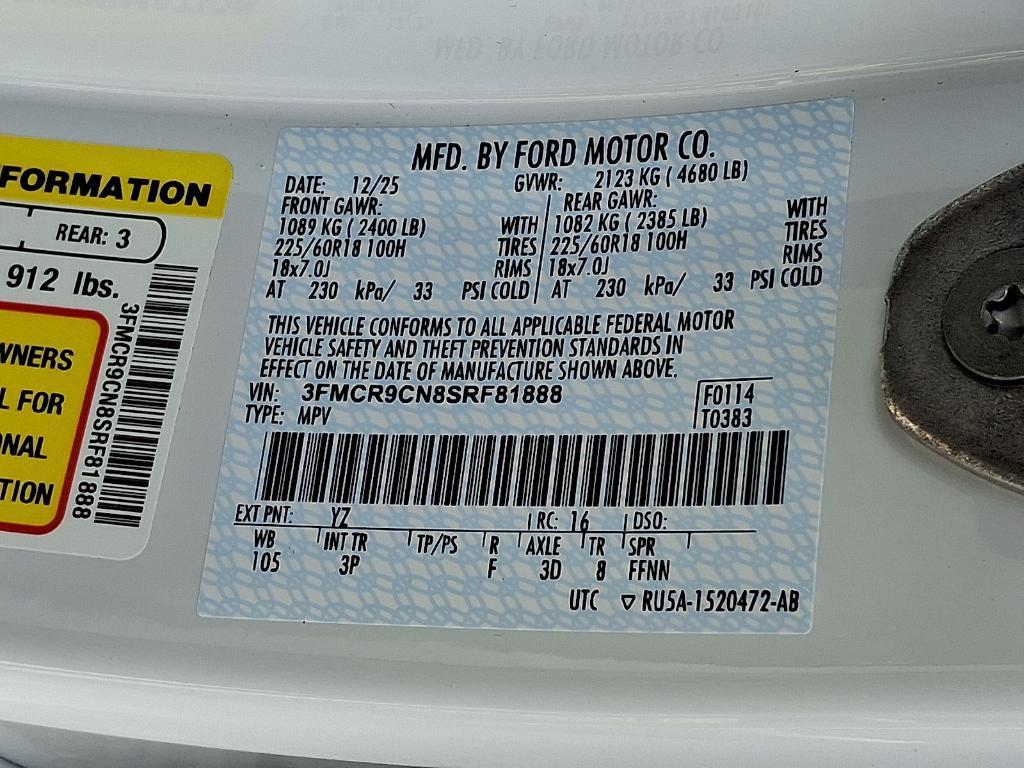 MFD. BY FORD MOTOR CO.
FORMATION
REAR: 3
912 lbs.
WNERS
L FOR
ONAL
TION
3FMCR9CN8SRF81888
MFD. BY FORD MOTOR CO.
DATE: 12/25 GVWR: 2123 KG ( 4680 LB)
FRONT GAWR: REAR GAWR:
1089 KG ( 2400 LB) WITH 1082 KG ( 2385 LB) WITH
225/60R18 100H TIRES 225/60R18 100H TIRES
18x7.0J RIMS 18x7.0J RIMS
AT 230 kPa/ 33 PSI COLD AT 230 kPa/ 33 PSI COLD
THIS VEHICLE CONFORMS TO ALL APPLICABLE FEDERAL MOTOR
VEHICLE SAFETY AND THEFT PREVENTION STANDARDS IN
EFFECT ON THE DATE OF MANUFACTURE SHOWN ABOVE.
VIN: 3FMCR9CN8SRF81888 F0114
TYPE: MPV T0383
EXT PNT: YZ RC: 16 DSO:
WB INT TR TP/PS R AXLE TR SPR
105 3P F 3D 8 FFNN
UTC ▽ RU5A-1520472-AB